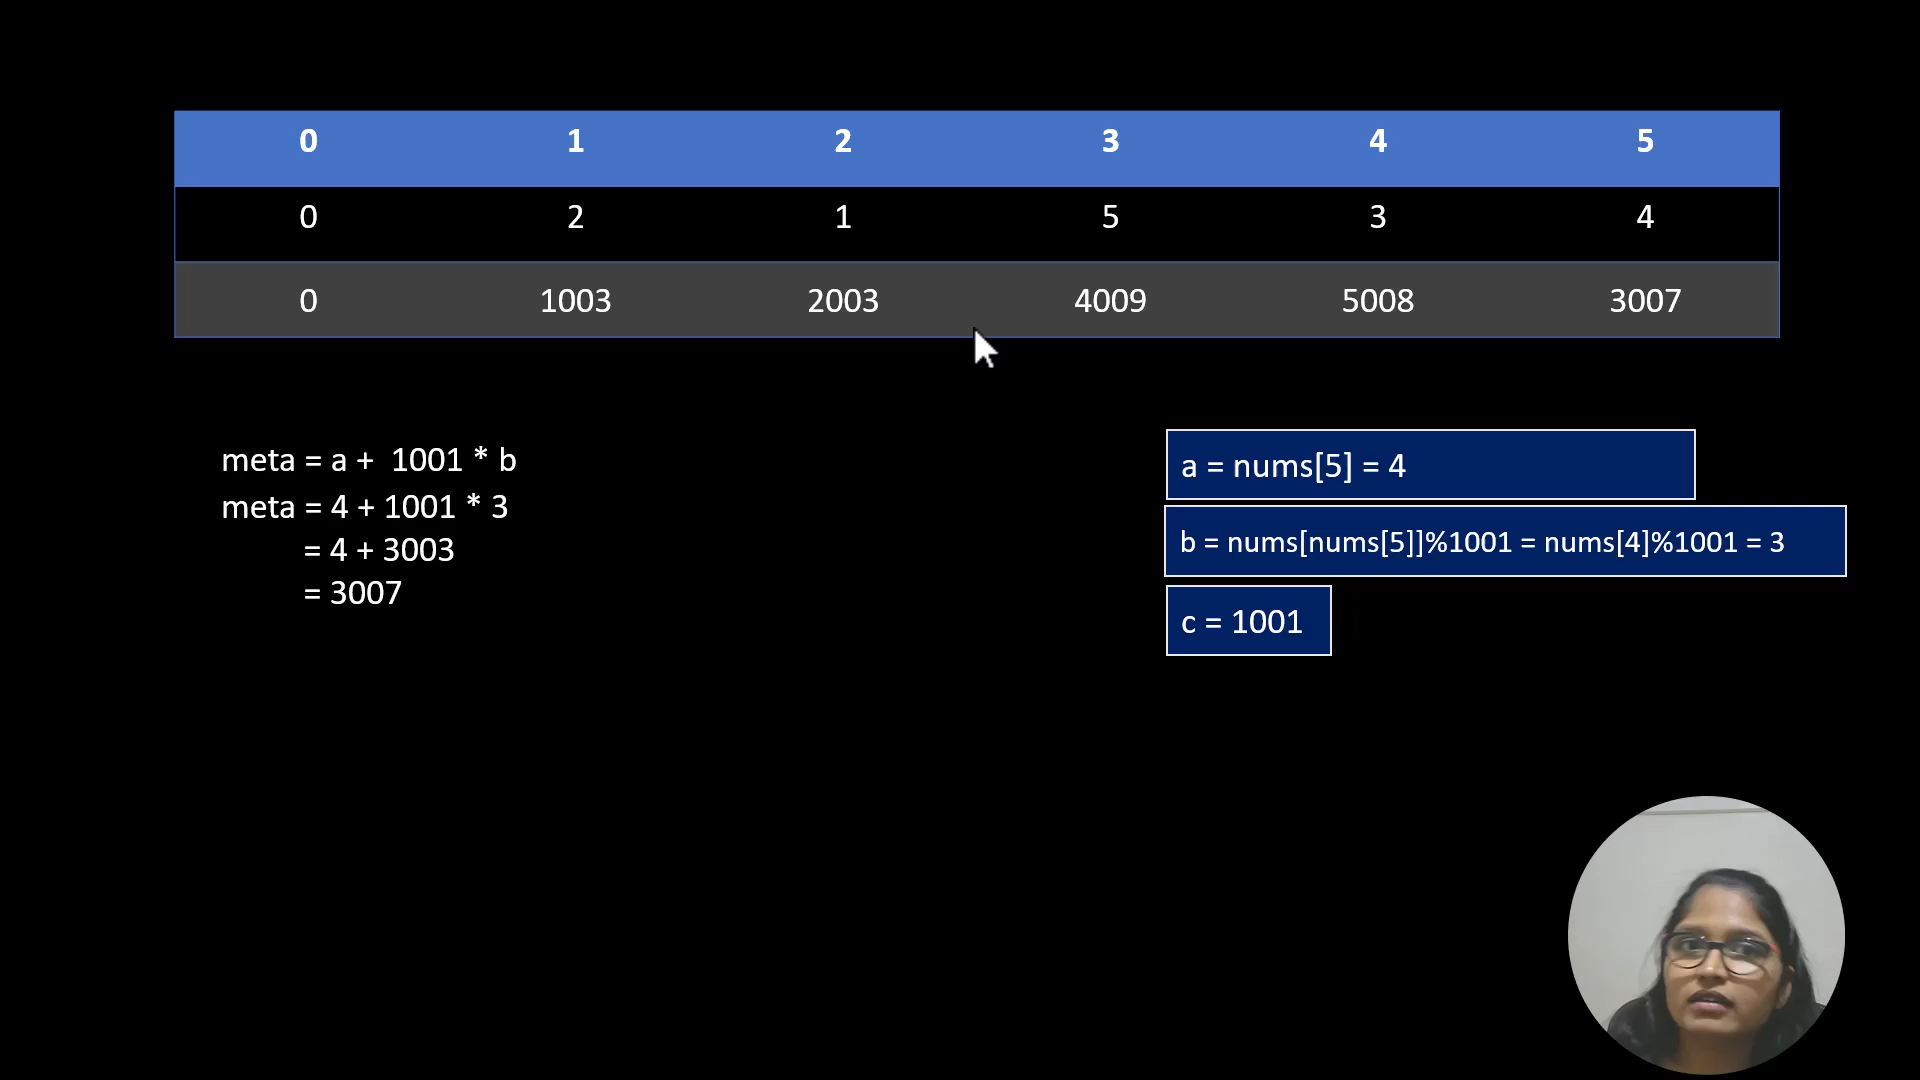 0 1 2 3 4 5
0 2 1 5 3 4
0 1003 2003 4009 5008 3007
meta = a + 1001 * b
meta = 4 + 1001 * 3
= 4 + 3003
= 3007
a = nums[5] = 4
b = nums[nums[5]]%1001 = nums[4]%1001 = 3
c = 1001